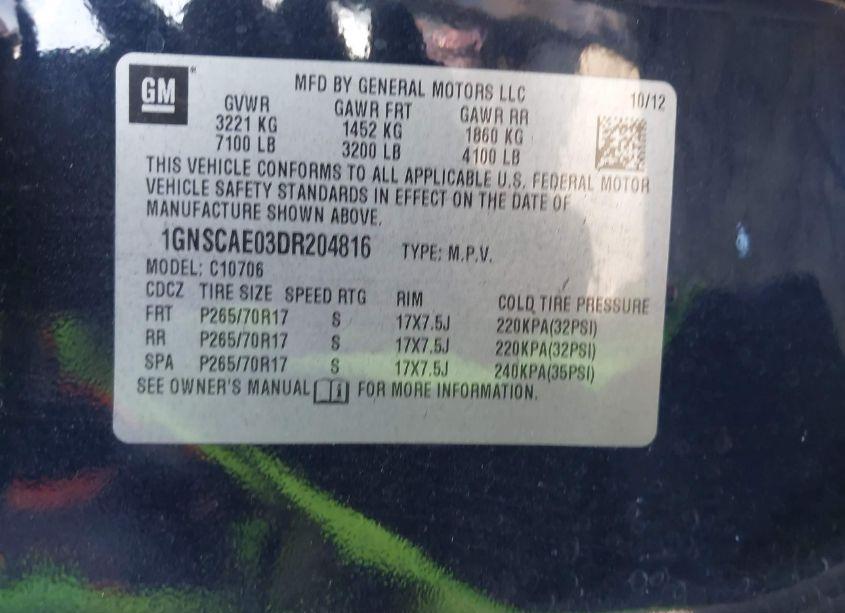 GM
MFD BY GENERAL MOTORS LLC 10/12
GVWR GAWR FRT GAWR RR
3221 KG 1452 KG 1860 KG
7100 LB 3200 LB 4100 LB
THIS VEHICLE CONFORMS TO ALL APPLICABLE U.S. FEDERAL MOTOR
VEHICLE SAFETY STANDARDS IN EFFECT ON THE DATE OF
MANUFACTURE SHOWN ABOVE.
1GNSCAE03DR204816 TYPE: M.P.V.
MODEL: C10706
CDCZ TIRE SIZE SPEED RTG RIM COLD TIRE PRESSURE
FRT P265/70R17 S 17X7.5J 220KPA(32PSI)
RR P265/70R17 S 17X7.5J 220KPA(32PSI)
SPA P265/70R17 S 17X7.5J 240KPA(35PSI)
SEE OWNER'S MANUAL FOR MORE INFORMATION.